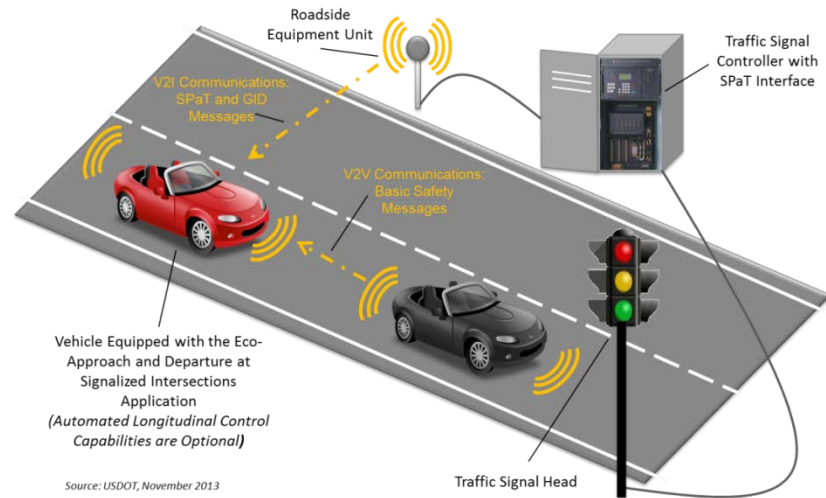 Roadside
Equipment Unit
Traffic Signal
Controller with
SPaT Interface
V2I Communications:
SPaT and GID
Messages
V2V Communications:
Basic Safety
Messages
Vehicle Equipped with the Eco-
Approach and Departure at
Signalized Intersections
Application
(Automated Longitudinal Control
Capabilities are Optional)
Traffic Signal Head
Source: USDOT, November 2013